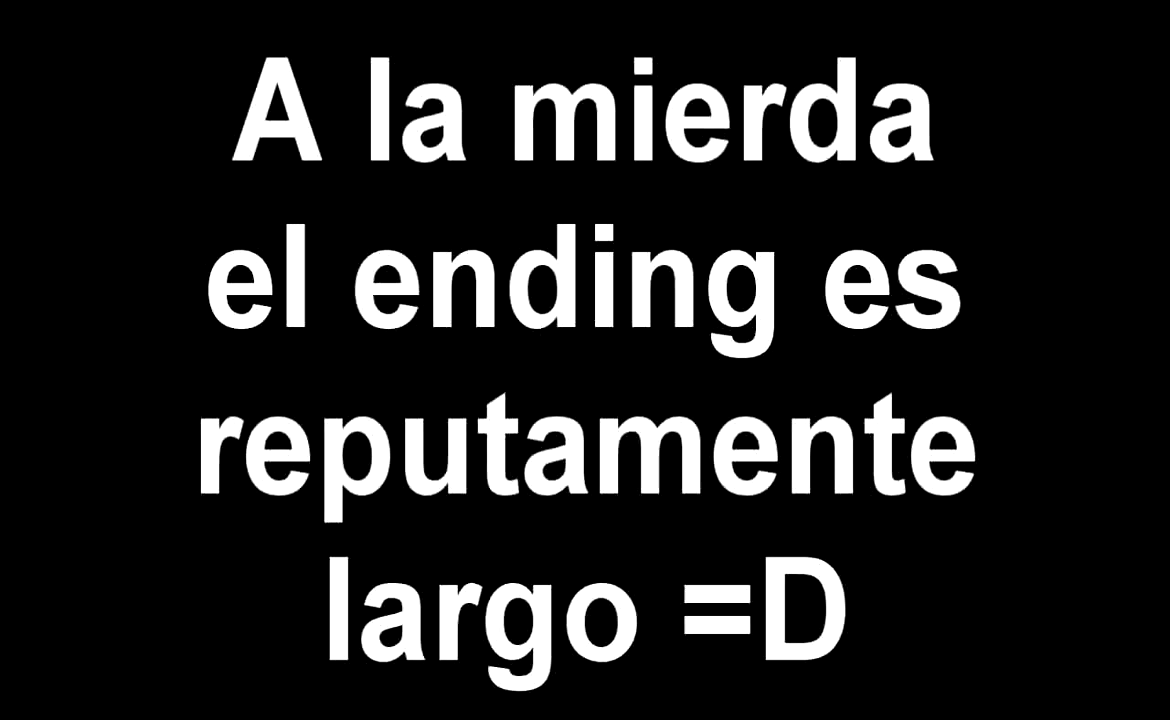 A la mierda
el ending es
reputamente
largo =D